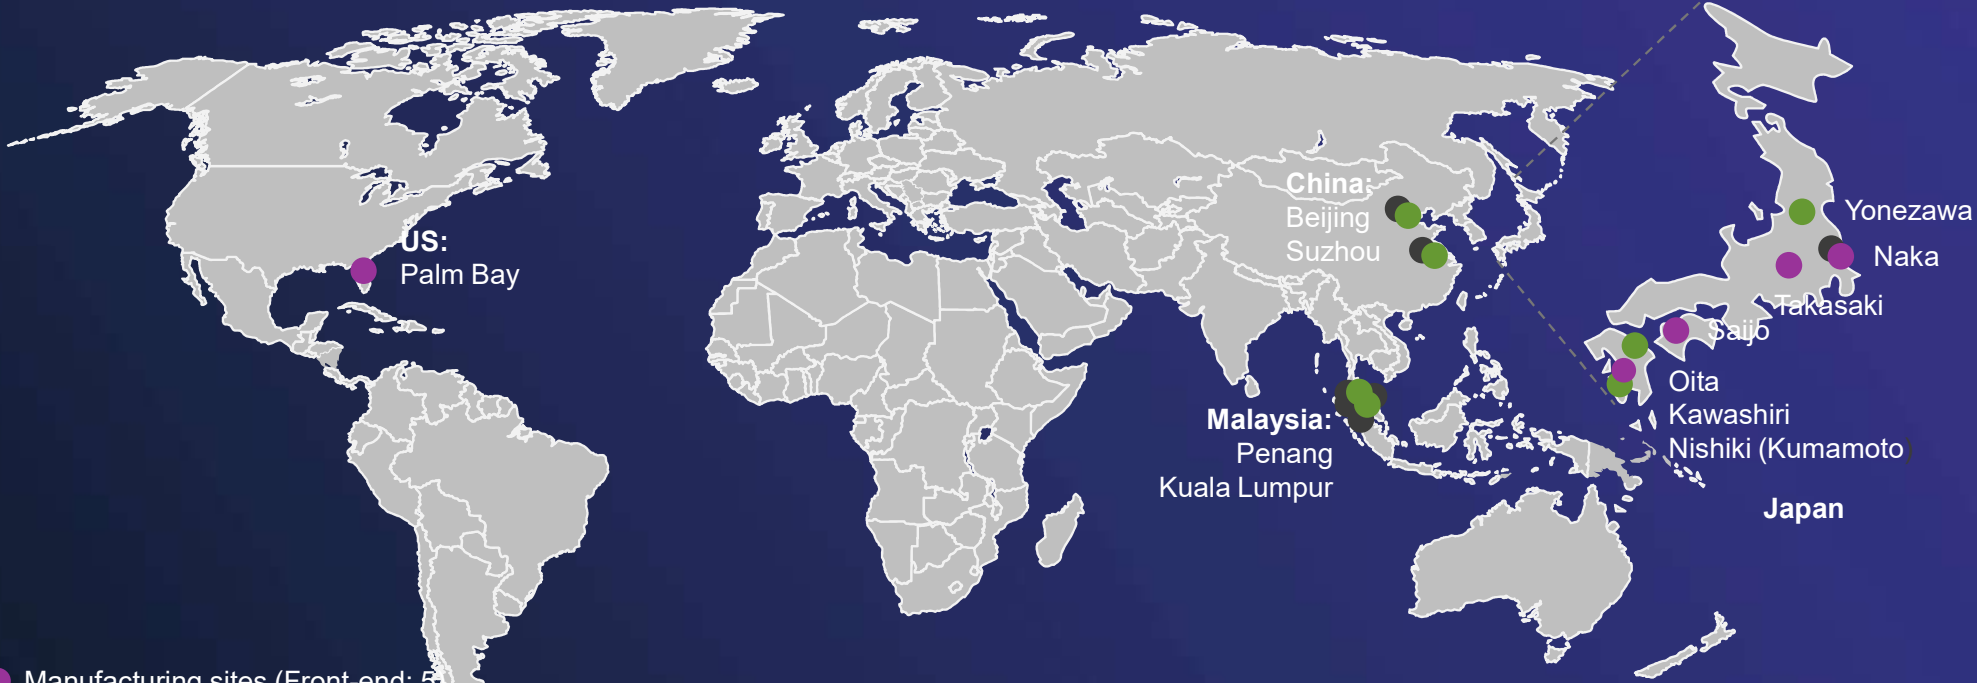 US:
Palm Bay
China:
Beijing
Suzhou
Malaysia:
Penang
Kuala Lumpur
Yonezawa
Naka
Takasaki
Saijo
Oita
Kawashiri
Nishiki (Kumamoto)
Japan
Manufacturing sites (Front-end: 5)